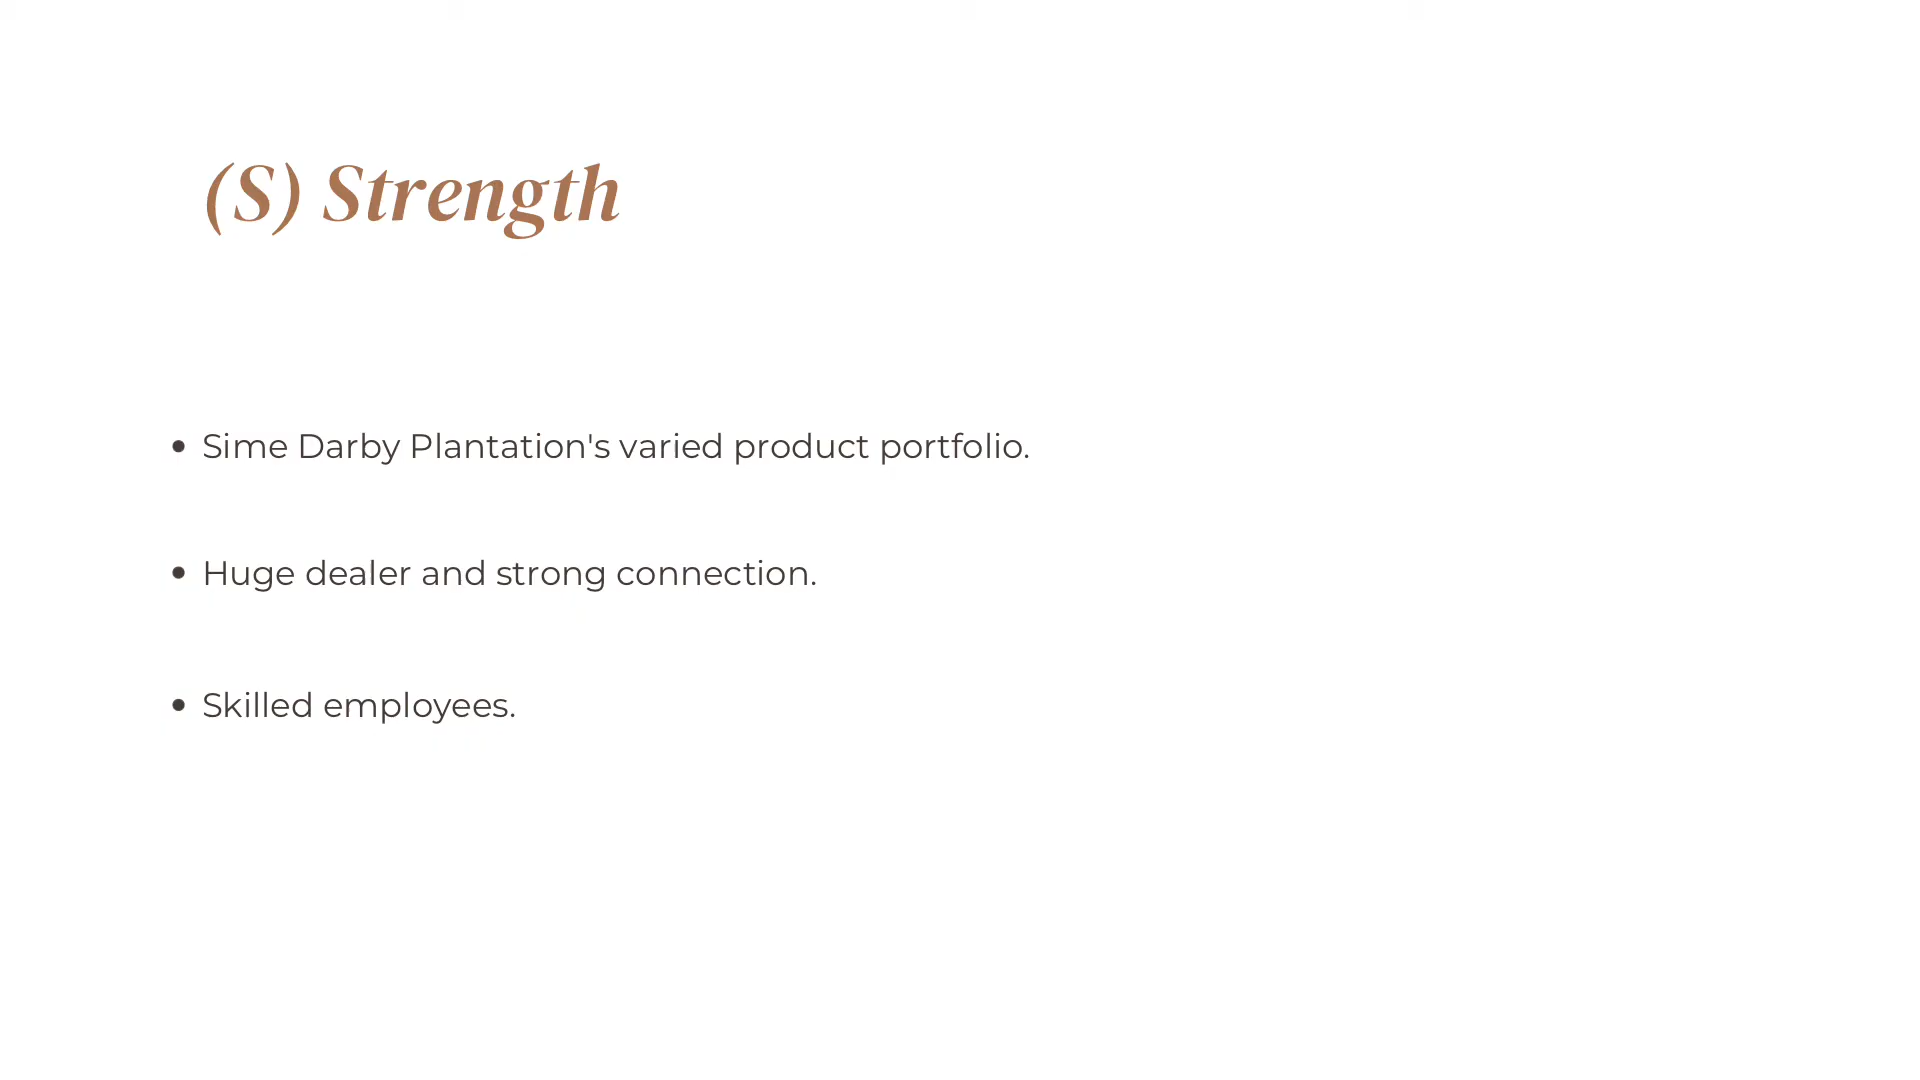 (S) Strength
• Sime Darby Plantation's varied product portfolio.
• Huge dealer and strong connection.
• Skilled employees.